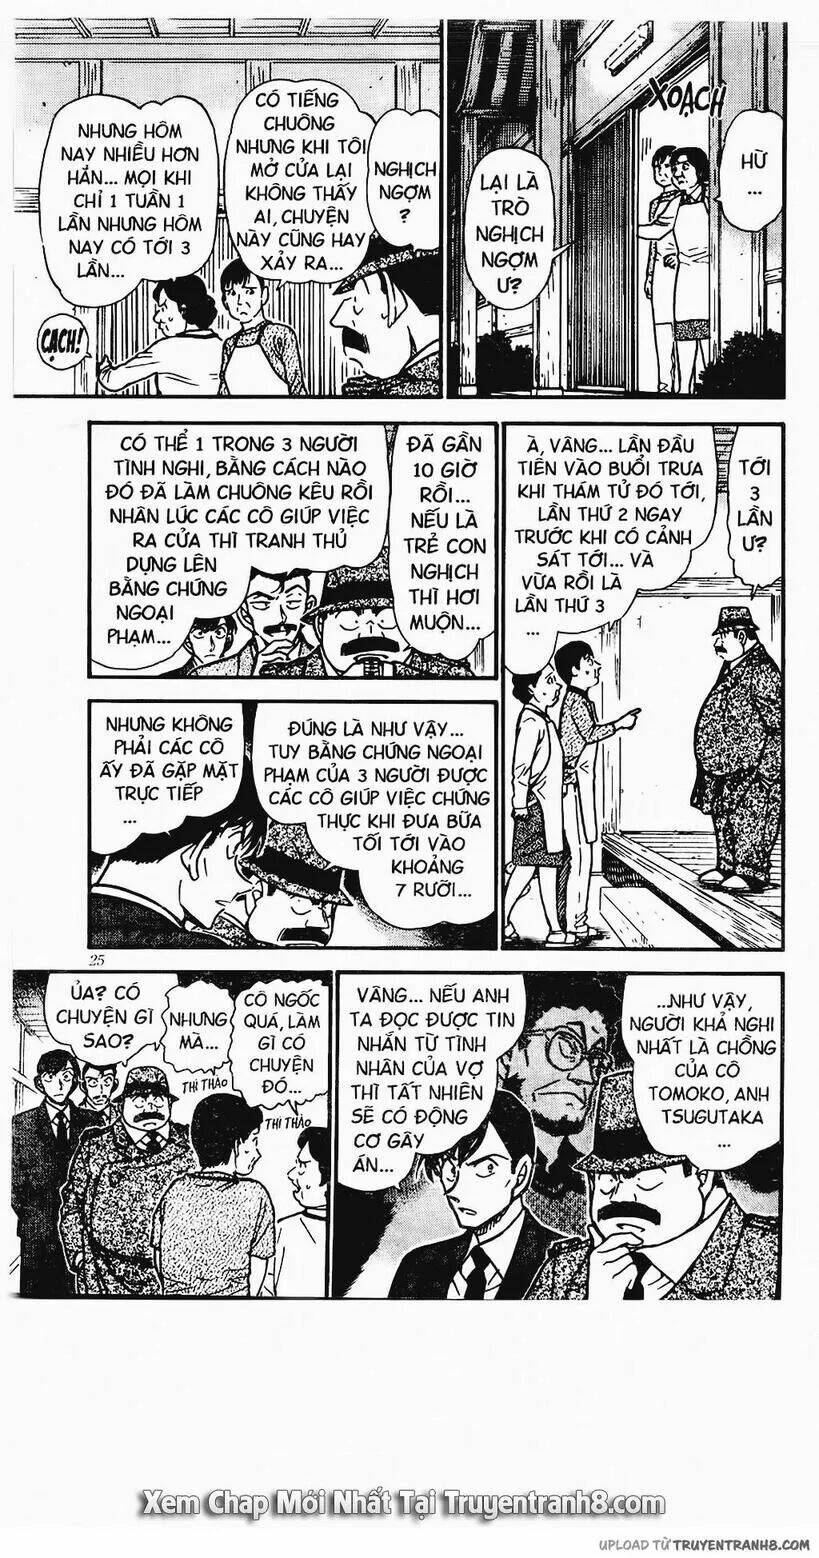 HỪ
...
XOẠCH
LẠI LÀ
TRÒ
NGHỊCH
NGỢM
Ư?
NGHỊCH
NGỢM
?
CÓ TIẾNG
CHUÔNG
NHƯNG KHI TÔI
MỞ CỬA LẠI
KHÔNG THẤY
AI, CHUYỆN
NÀY CŨNG HAY
XẢY RA...
NHƯNG HÔM
NAY NHIỀU HƠN
HẲN... MỌI KHI
CHỈ 1 TUẦN 1
LẦN NHƯNG HÔM
NAY CÓ TỚI 3
LẦN...
CẠCH!
TỚI
3
LẦN
Ư?
À, VÂNG... LẦN ĐẦU
TIÊN VÀO BUỔI TRƯA
KHI THÁM TỬ ĐÓ TỚI,
LẦN THỨ 2 NGAY
TRƯỚC KHI CÓ CẢNH
SÁT TỚI... VÀ
VỪA RỒI LÀ
LẦN THỨ 3
...
ĐÃ GẦN
10 GIỜ
RỒI...
NẾU LÀ
TRẺ CON
NGHỊCH
THÌ HƠI
MUỘN...
CÓ THỂ 1 TRONG 3 NGƯỜI
TÌNH NGHI, BẰNG CÁCH NÀO
ĐÓ ĐÃ LÀM CHUÔNG KÊU RỒI
NHÂN LÚC CÁC CÔ GIÚP VIỆC
RA CỬA THÌ TRANH THỦ
DỰNG LÊN
BẰNG CHỨNG
NGOẠI
PHẠM...
ĐÚNG LÀ NHƯ VẬY...
TUY BẰNG CHỨNG NGOẠI
PHẠM CỦA 3 NGƯỜI ĐƯỢC
CÁC CÔ GIÚP VIỆC CHỨNG
THỰC KHI ĐƯA BỮA
TỐI TỚI VÀO
KHOẢNG
7 RƯỠI...
NHƯNG KHÔNG
PHẢI CÁC CÔ
ẤY ĐÃ GẶP MẶT
TRỰC TIẾP
...
25
...NHƯ VẬY,
NGƯỜI KHẢ NGHI
NHẤT LÀ CHỒNG
CỦA CÔ
TOMOKO, ANH
TSUGUTAKA
...
VÂNG... NẾU ANH
TA ĐỌC ĐƯỢC TIN
NHẮN TỪ TÌNH
NHÂN CỦA VỢ
THÌ TẤT NHIÊN
SẼ CÓ ĐỘNG
CƠ GÂY
ÁN...
CÔ NGỐC
QUÁ, LÀM
GÌ CÓ
CHUYỆN
ĐÓ...
THÌ THÀO
NHƯNG
MÀ...
THÌ THÀO
ỦA? CÓ
CHUYỆN GÌ
SAO?
Xem Chap Mới Nhất Tại Truyentranh8.com
UPLOAD TỪ TRUYENTRANH8.COM